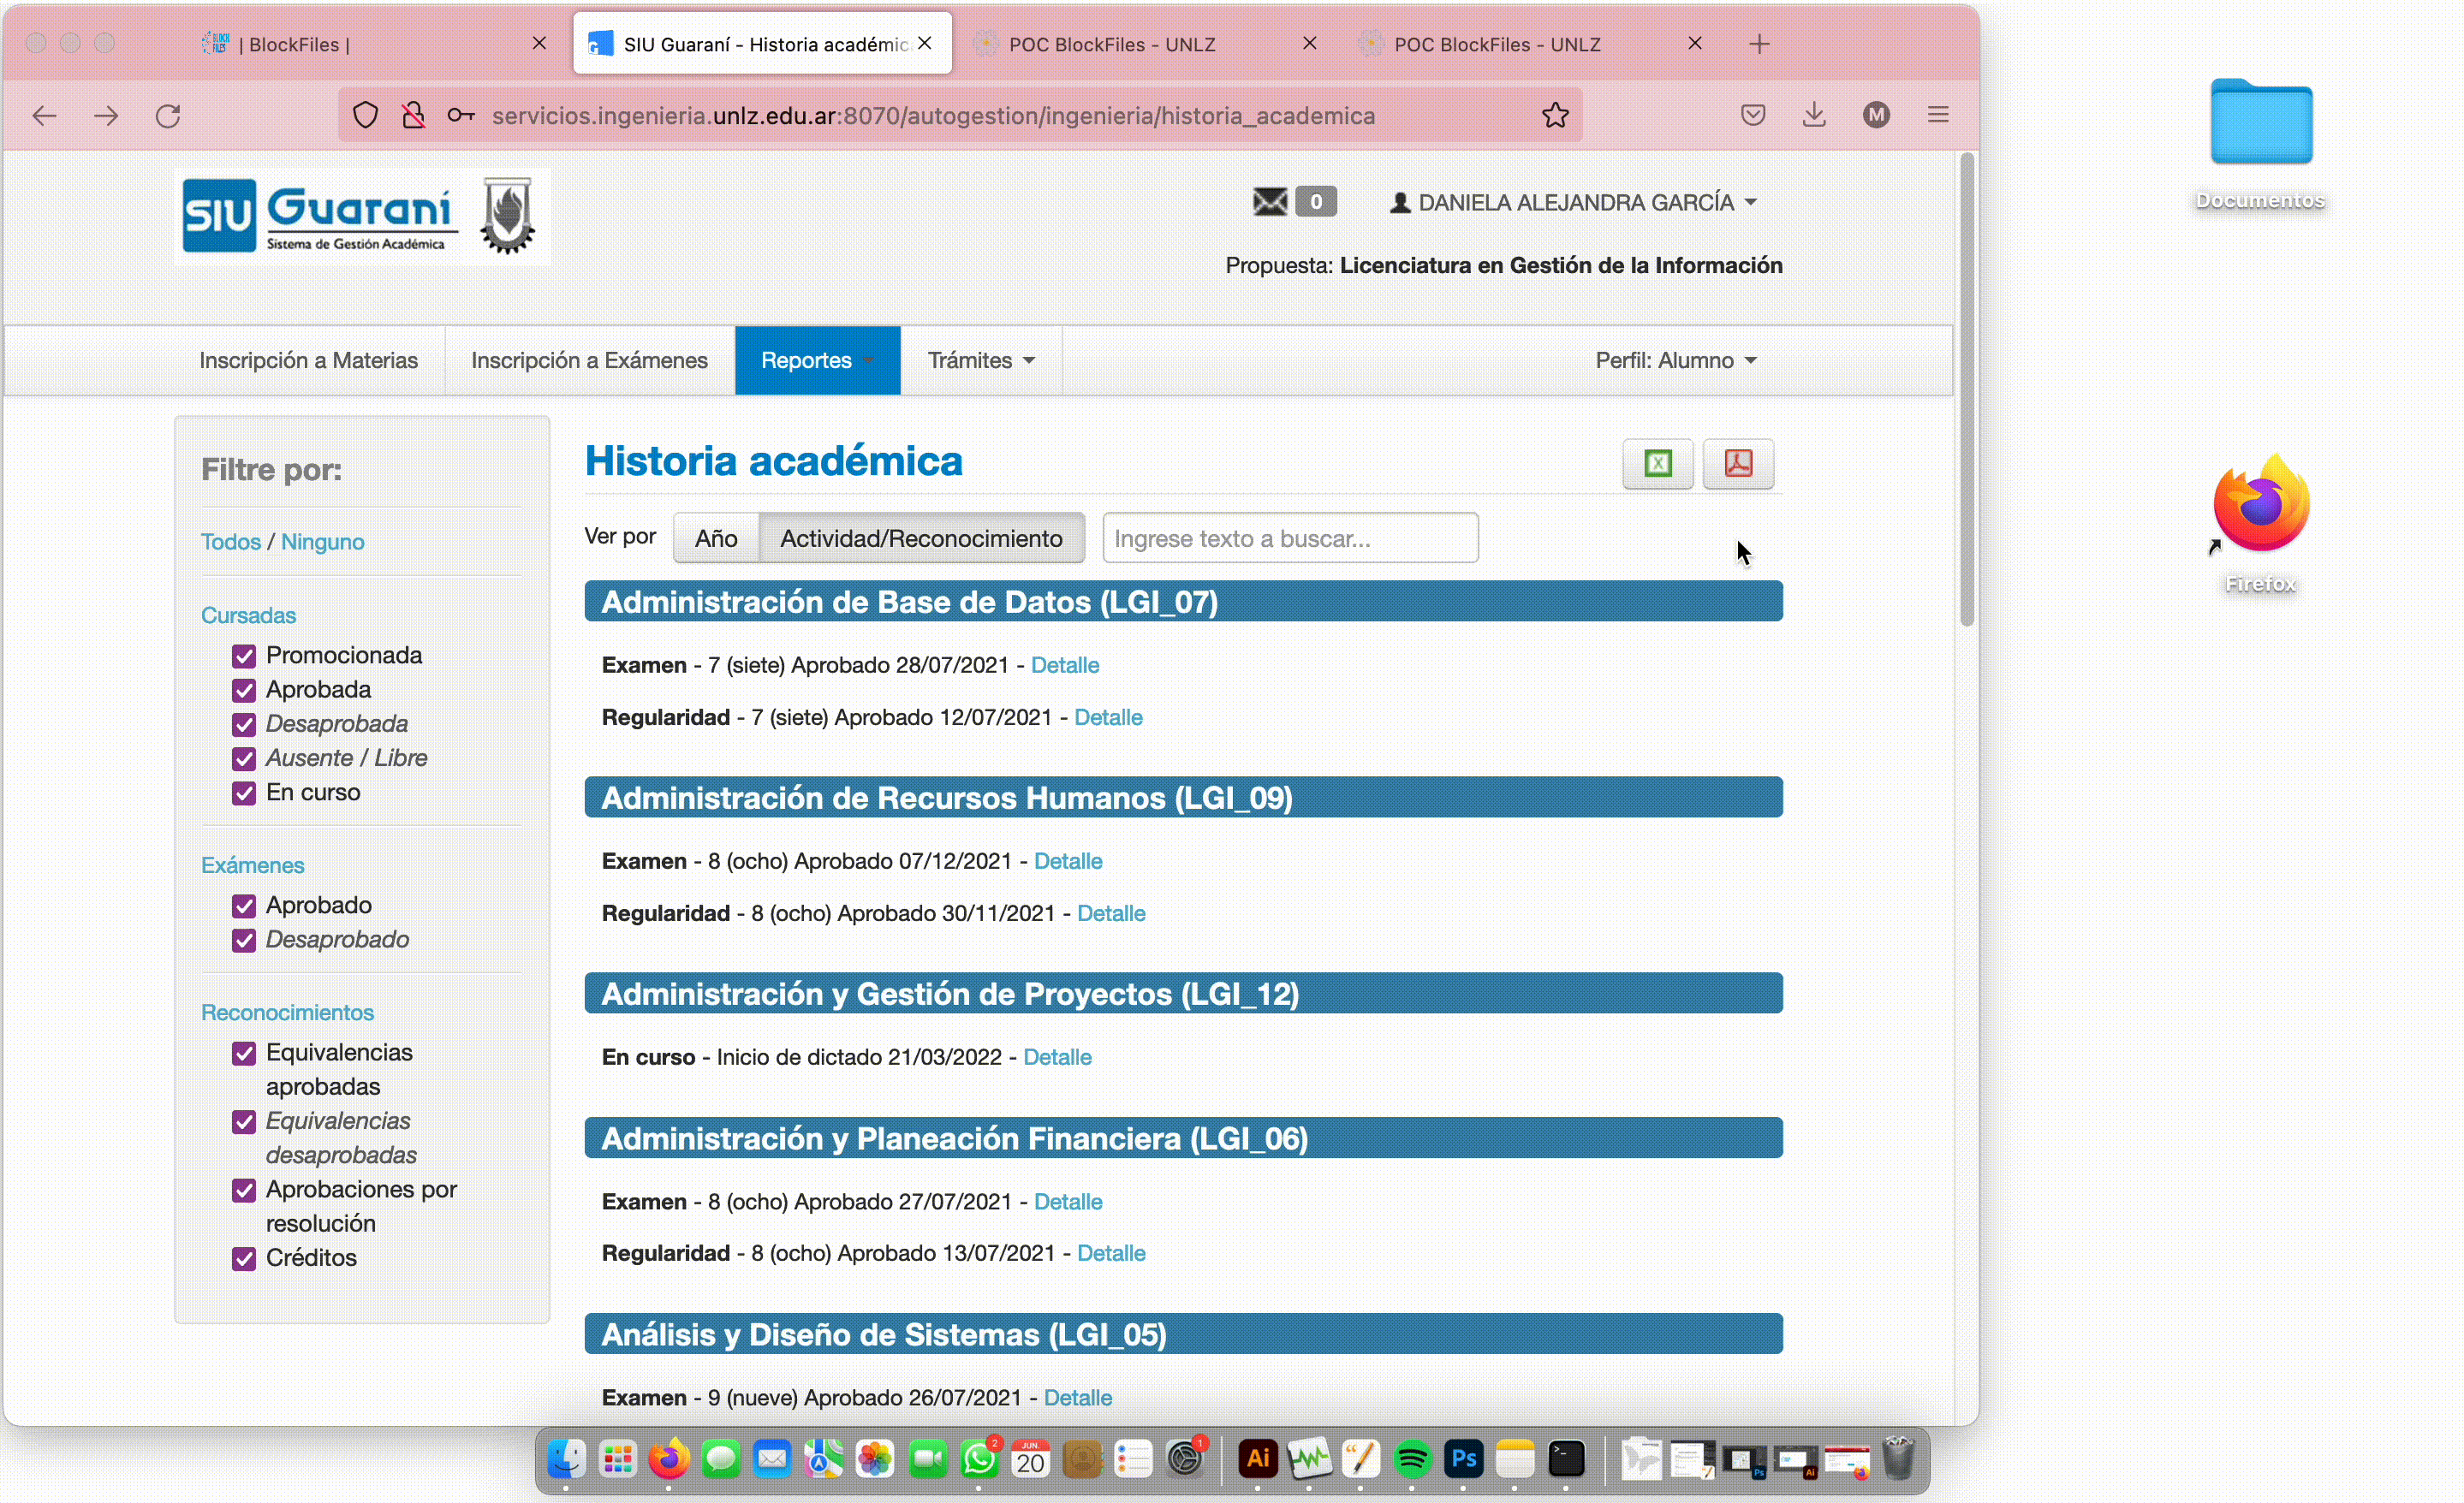 | BlockFiles |
SIU Guaraní - Historia académic
POC BlockFiles - UNLZ
POC BlockFiles - UNLZ
servicios.ingenieria.unlz.edu.ar:8070/autogestion/ingenieria/historia_academica
M
SIU Guaraní
Sistema de Gestión Académica
0
DANIELA ALEJANDRA GARCÍA
Propuesta: Licenciatura en Gestión de la Información
Inscripción a Materias
Inscripción a Exámenes
Reportes
Trámites
Perfil: Alumno
Filtre por:
Todos / Ninguno
Cursadas
Promocionada
Aprobada
Desaprobada
Ausente / Libre
En curso
Exámenes
Aprobado
Desaprobado
Reconocimientos
Equivalencias
aprobadas
Equivalencias
desaprobadas
Aprobaciones por
resolución
Créditos
Historia académica
Ver por
Año
Actividad/Reconocimiento
Ingrese texto a buscar...
Administración de Base de Datos (LGI_07)
Examen - 7 (siete) Aprobado 28/07/2021 - Detalle
Regularidad - 7 (siete) Aprobado 12/07/2021 - Detalle
Administración de Recursos Humanos (LGI_09)
Examen - 8 (ocho) Aprobado 07/12/2021 - Detalle
Regularidad - 8 (ocho) Aprobado 30/11/2021 - Detalle
Administración y Gestión de Proyectos (LGI_12)
En curso - Inicio de dictado 21/03/2022 - Detalle
Administración y Planeación Financiera (LGI_06)
Examen - 8 (ocho) Aprobado 27/07/2021 - Detalle
Regularidad - 8 (ocho) Aprobado 13/07/2021 - Detalle
Análisis y Diseño de Sistemas (LGI_05)
Examen - 9 (nueve) Aprobado 26/07/2021 - Detalle
Documentos
Firefox
2
JUN.
20
1
Ai
Ps